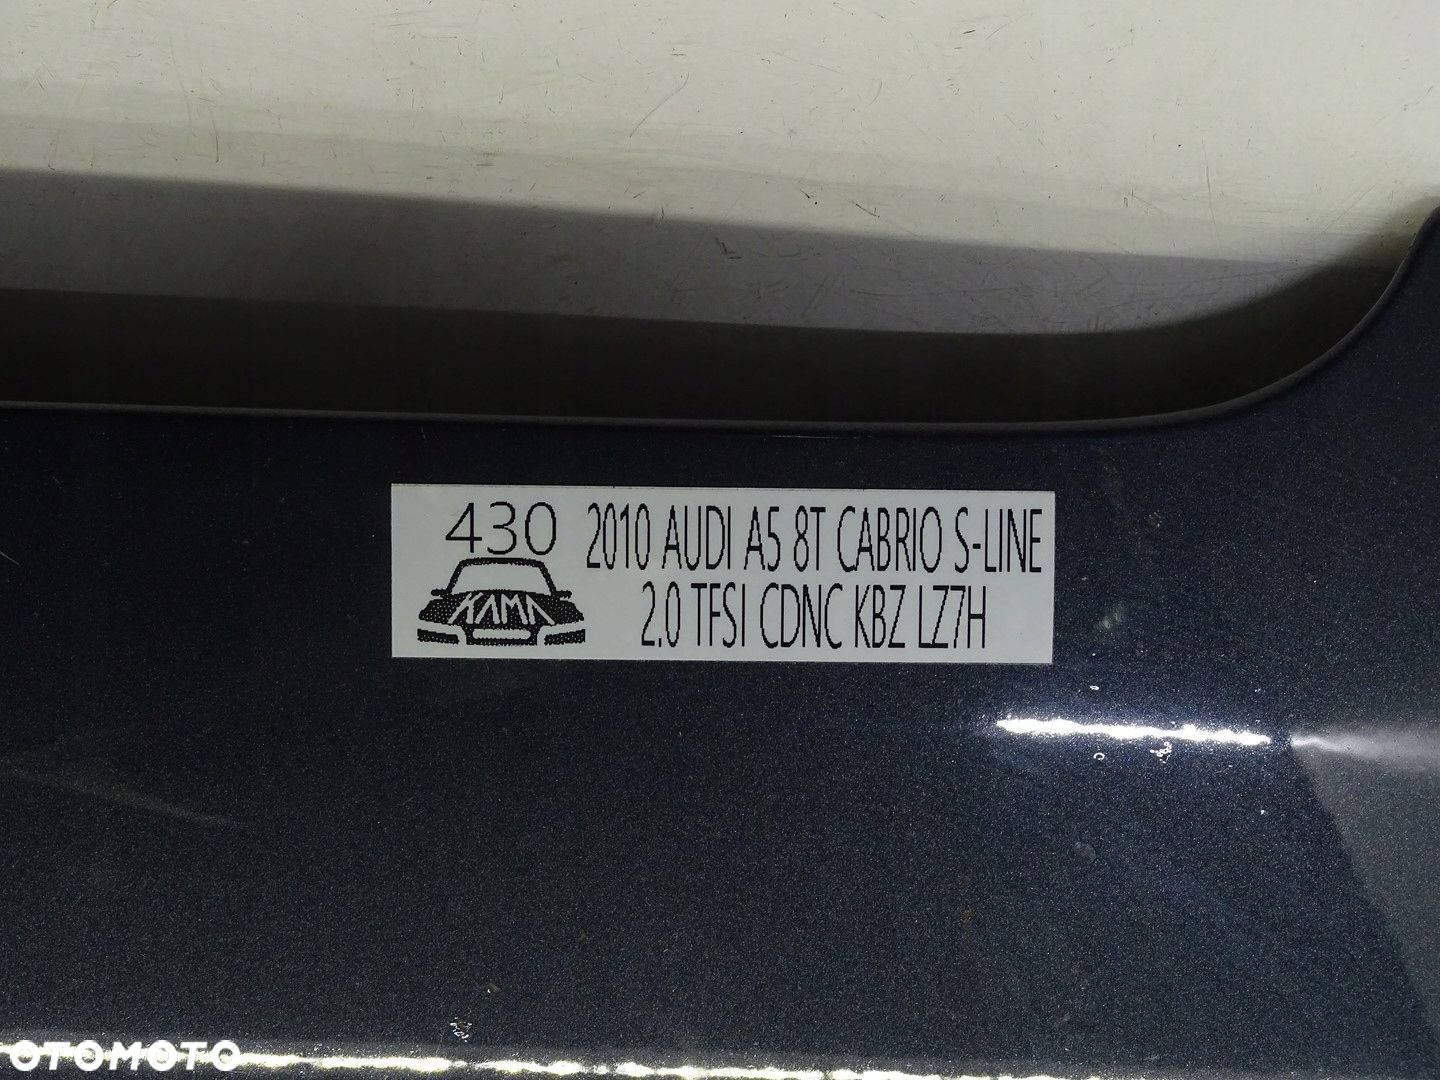 430 2010 AUDI A5 8T CABRIO S-LINE
KAMA 2.0 TFSI CDNC KBZ LZ7H
OTOMOTO